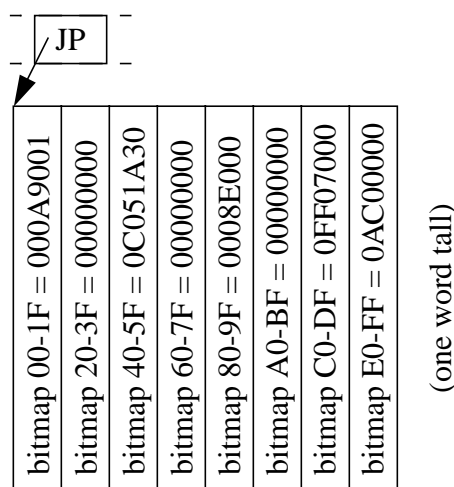 JP
bitmap 00-1F = 000A9001
bitmap 20-3F = 00000000
bitmap 40-5F = 0C051A30
bitmap 60-7F = 00000000
bitmap 80-9F = 0008E000
bitmap A0-BF = 00000000
bitmap C0-DF = 0FF07000
bitmap E0-FF = 0AC00000
(one word tall)